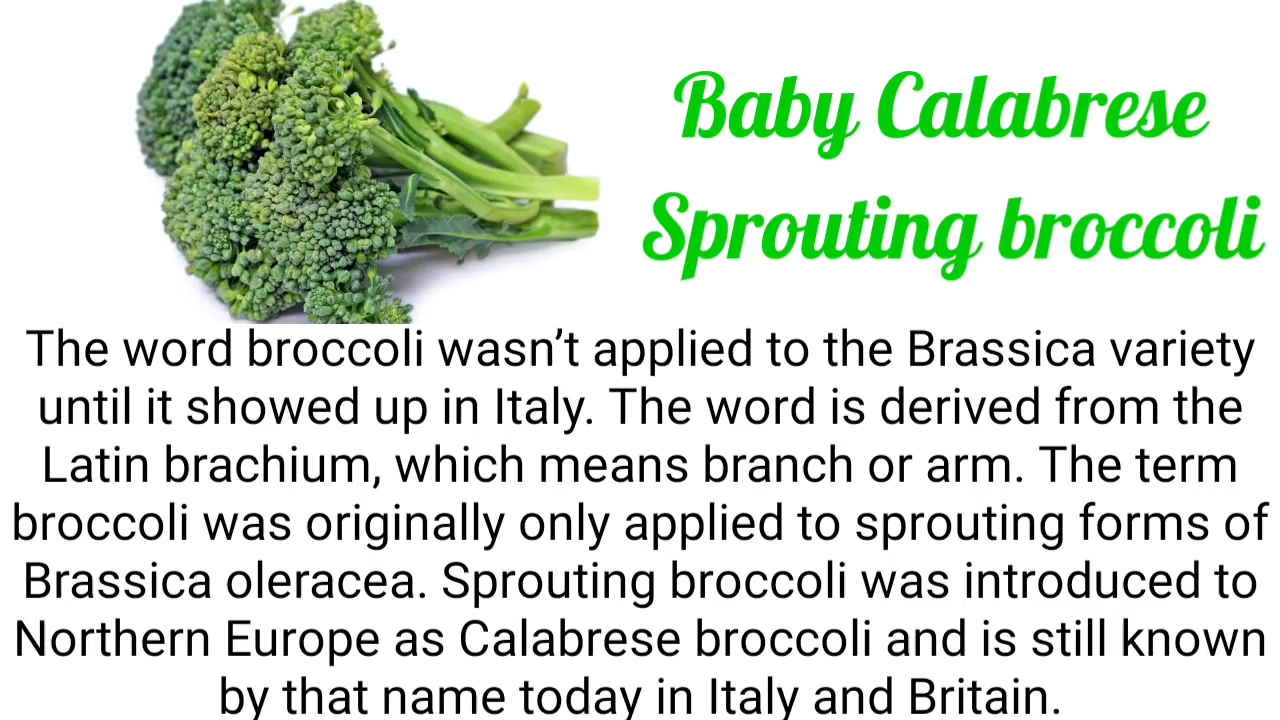 Baby Calabrese
Sprouting broccoli
The word broccoli wasn’t applied to the Brassica variety
until it showed up in Italy. The word is derived from the
Latin brachium, which means branch or arm. The term
broccoli was originally only applied to sprouting forms of
Brassica oleracea. Sprouting broccoli was introduced to
Northern Europe as Calabrese broccoli and is still known
by that name today in Italy and Britain.